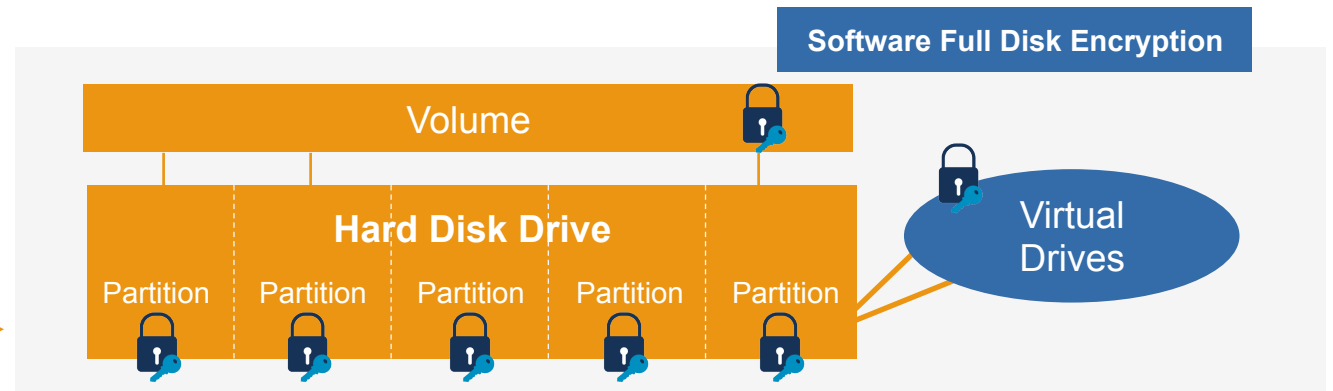 Software Full Disk Encryption
Volume
Hard Disk Drive
Partition Partition Partition Partition Partition
Virtual
Drives